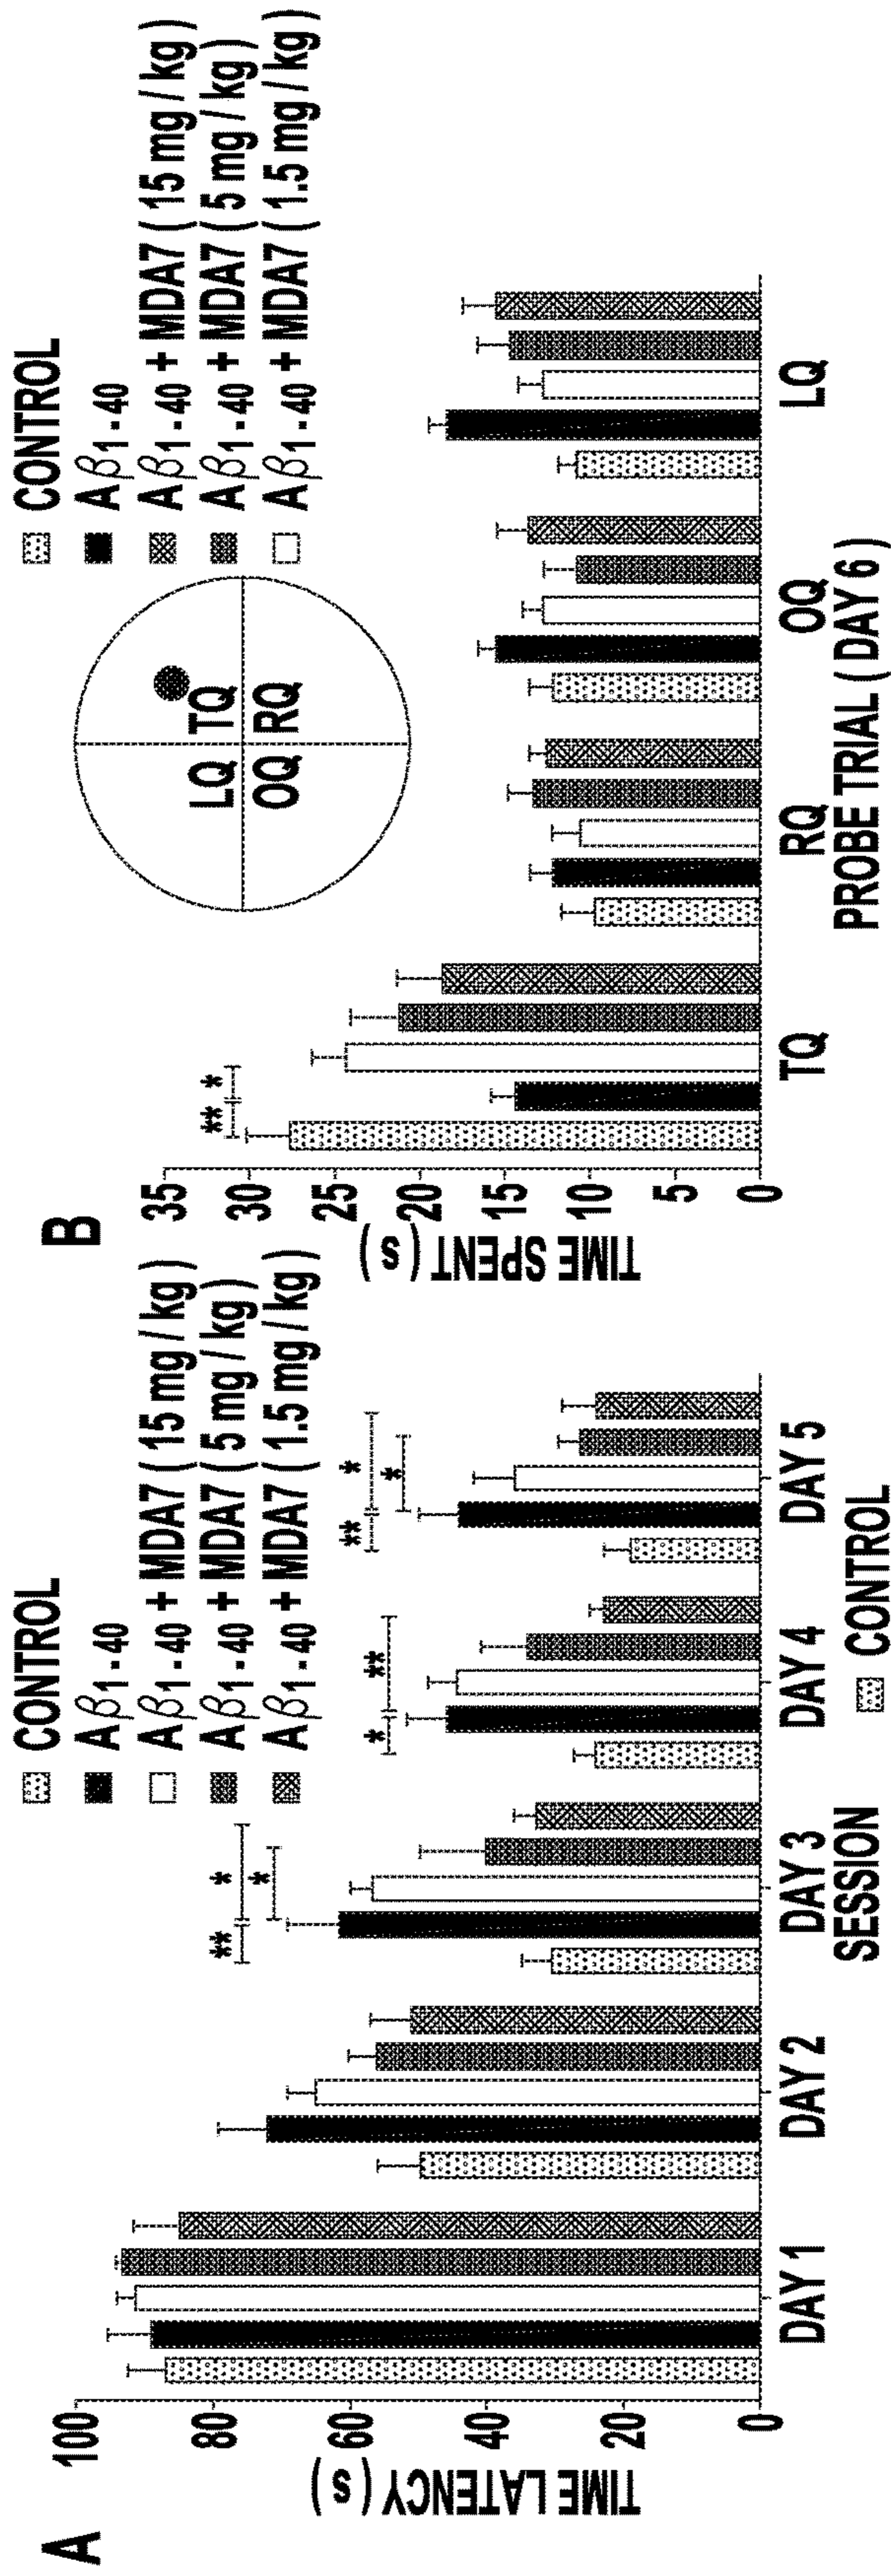 A
CONTROL
Aβ1-40
Aβ1-40 + MDA7 ( 15 mg / kg )
Aβ1-40 + MDA7 ( 5 mg / kg )
Aβ1-40 + MDA7 ( 1.5 mg / kg )
** * *
* **
** * *
TIME LATENCY ( s )
100
80
60
40
20
0
DAY 1 DAY 2 DAY 3 DAY 4 DAY 5
SESSION
CONTROL
B
CONTROL
Aβ1-40
Aβ1-40 + MDA7 ( 15 mg / kg )
Aβ1-40 + MDA7 ( 5 mg / kg )
Aβ1-40 + MDA7 ( 1.5 mg / kg )
LQ TQ
OQ RQ
** *
TIME SPENT ( s )
35
30
25
20
15
10
5
0
TQ RQ OQ LQ
PROBE TRIAL ( DAY 6 )